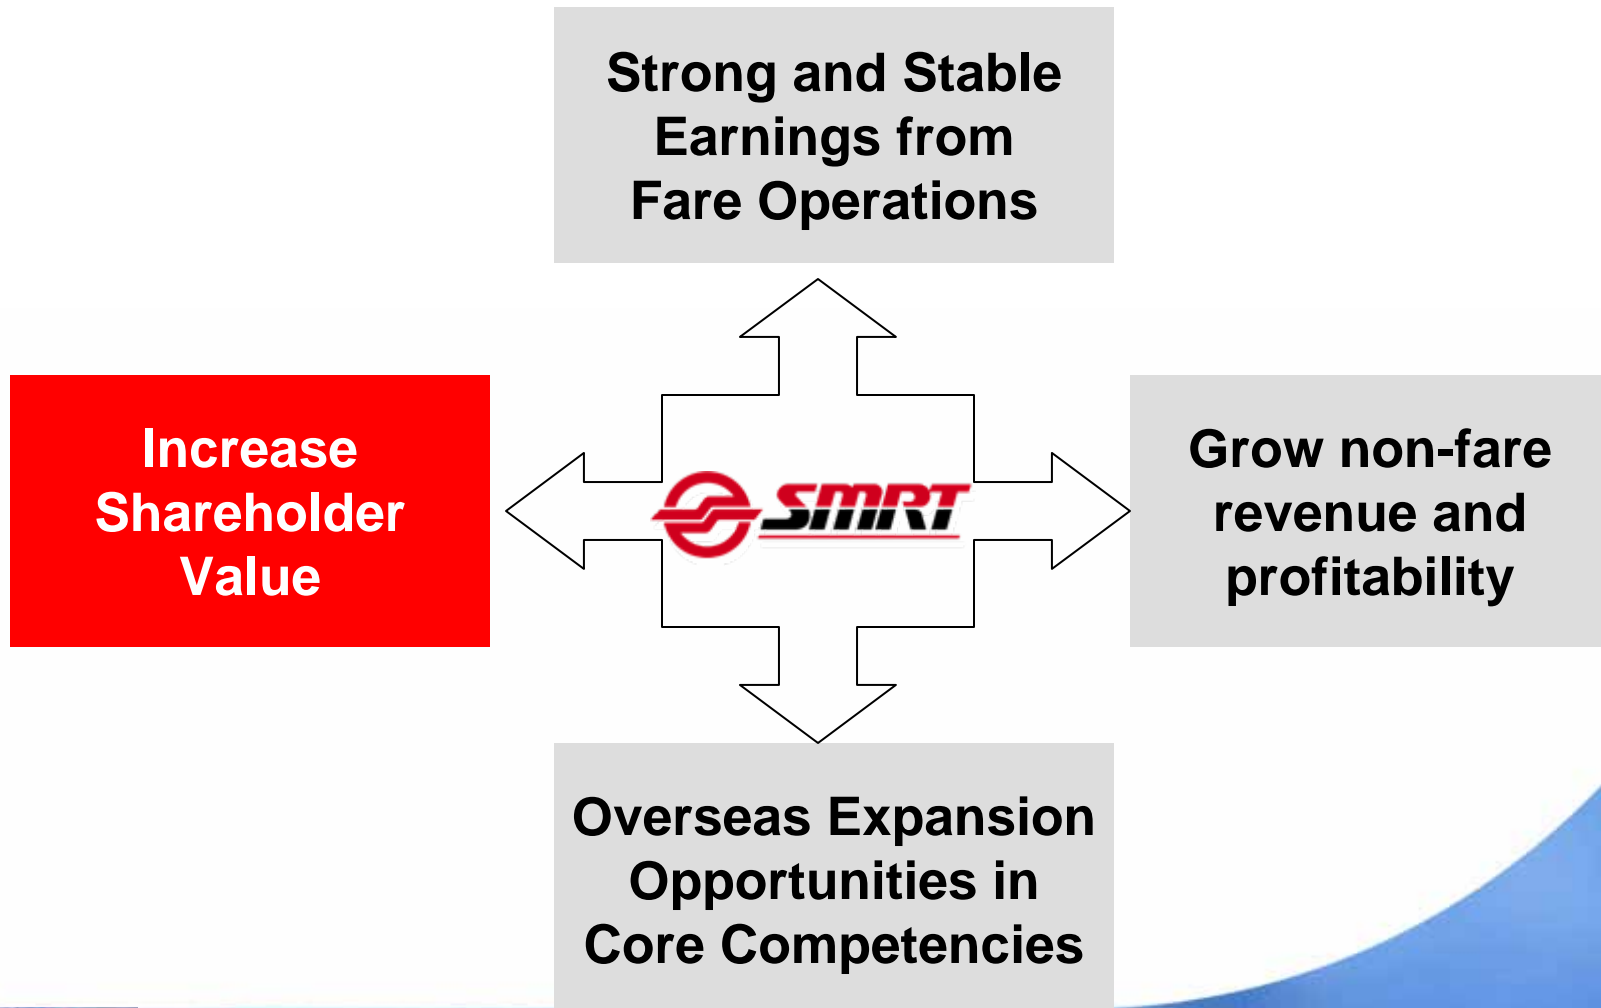 Strong and Stable
Earnings from
Fare Operations
Increase
Shareholder
Value
SMRT
Grow non-fare
revenue and
profitability
Overseas Expansion
Opportunities in
Core Competencies